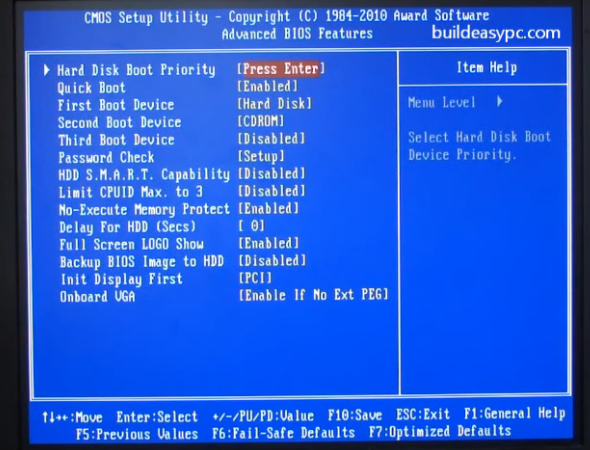 CMOS Setup Utility - Copyright (C) 1984-2010 Award Software
Advanced BIOS Features
buildeasypc.com
Hard Disk Boot Priority [Press Enter]
Quick Boot [Enabled]
First Boot Device [Hard Disk]
Second Boot Device [CDROM]
Third Boot Device [Disabled]
Password Check [Setup]
HDD S.M.A.R.T. Capability [Disabled]
Limit CPUID Max. to 3 [Disabled]
No-Execute Memory Protect [Enabled]
Delay For HDD (Secs) [ 0]
Full Screen LOGO Show [Enabled]
Backup BIOS Image to HDD [Disabled]
Init Display First [PCI]
Onboard VGA [Enable If No Ext PEG]
Item Help
Menu Level
Select Hard Disk Boot
Device Priority.
↑↓→←:Move Enter:Select +/-/PU/PD:Value F10:Save ESC:Exit F1:General Help
F5:Previous Values F6:Fail-Safe Defaults F7:Optimized Defaults